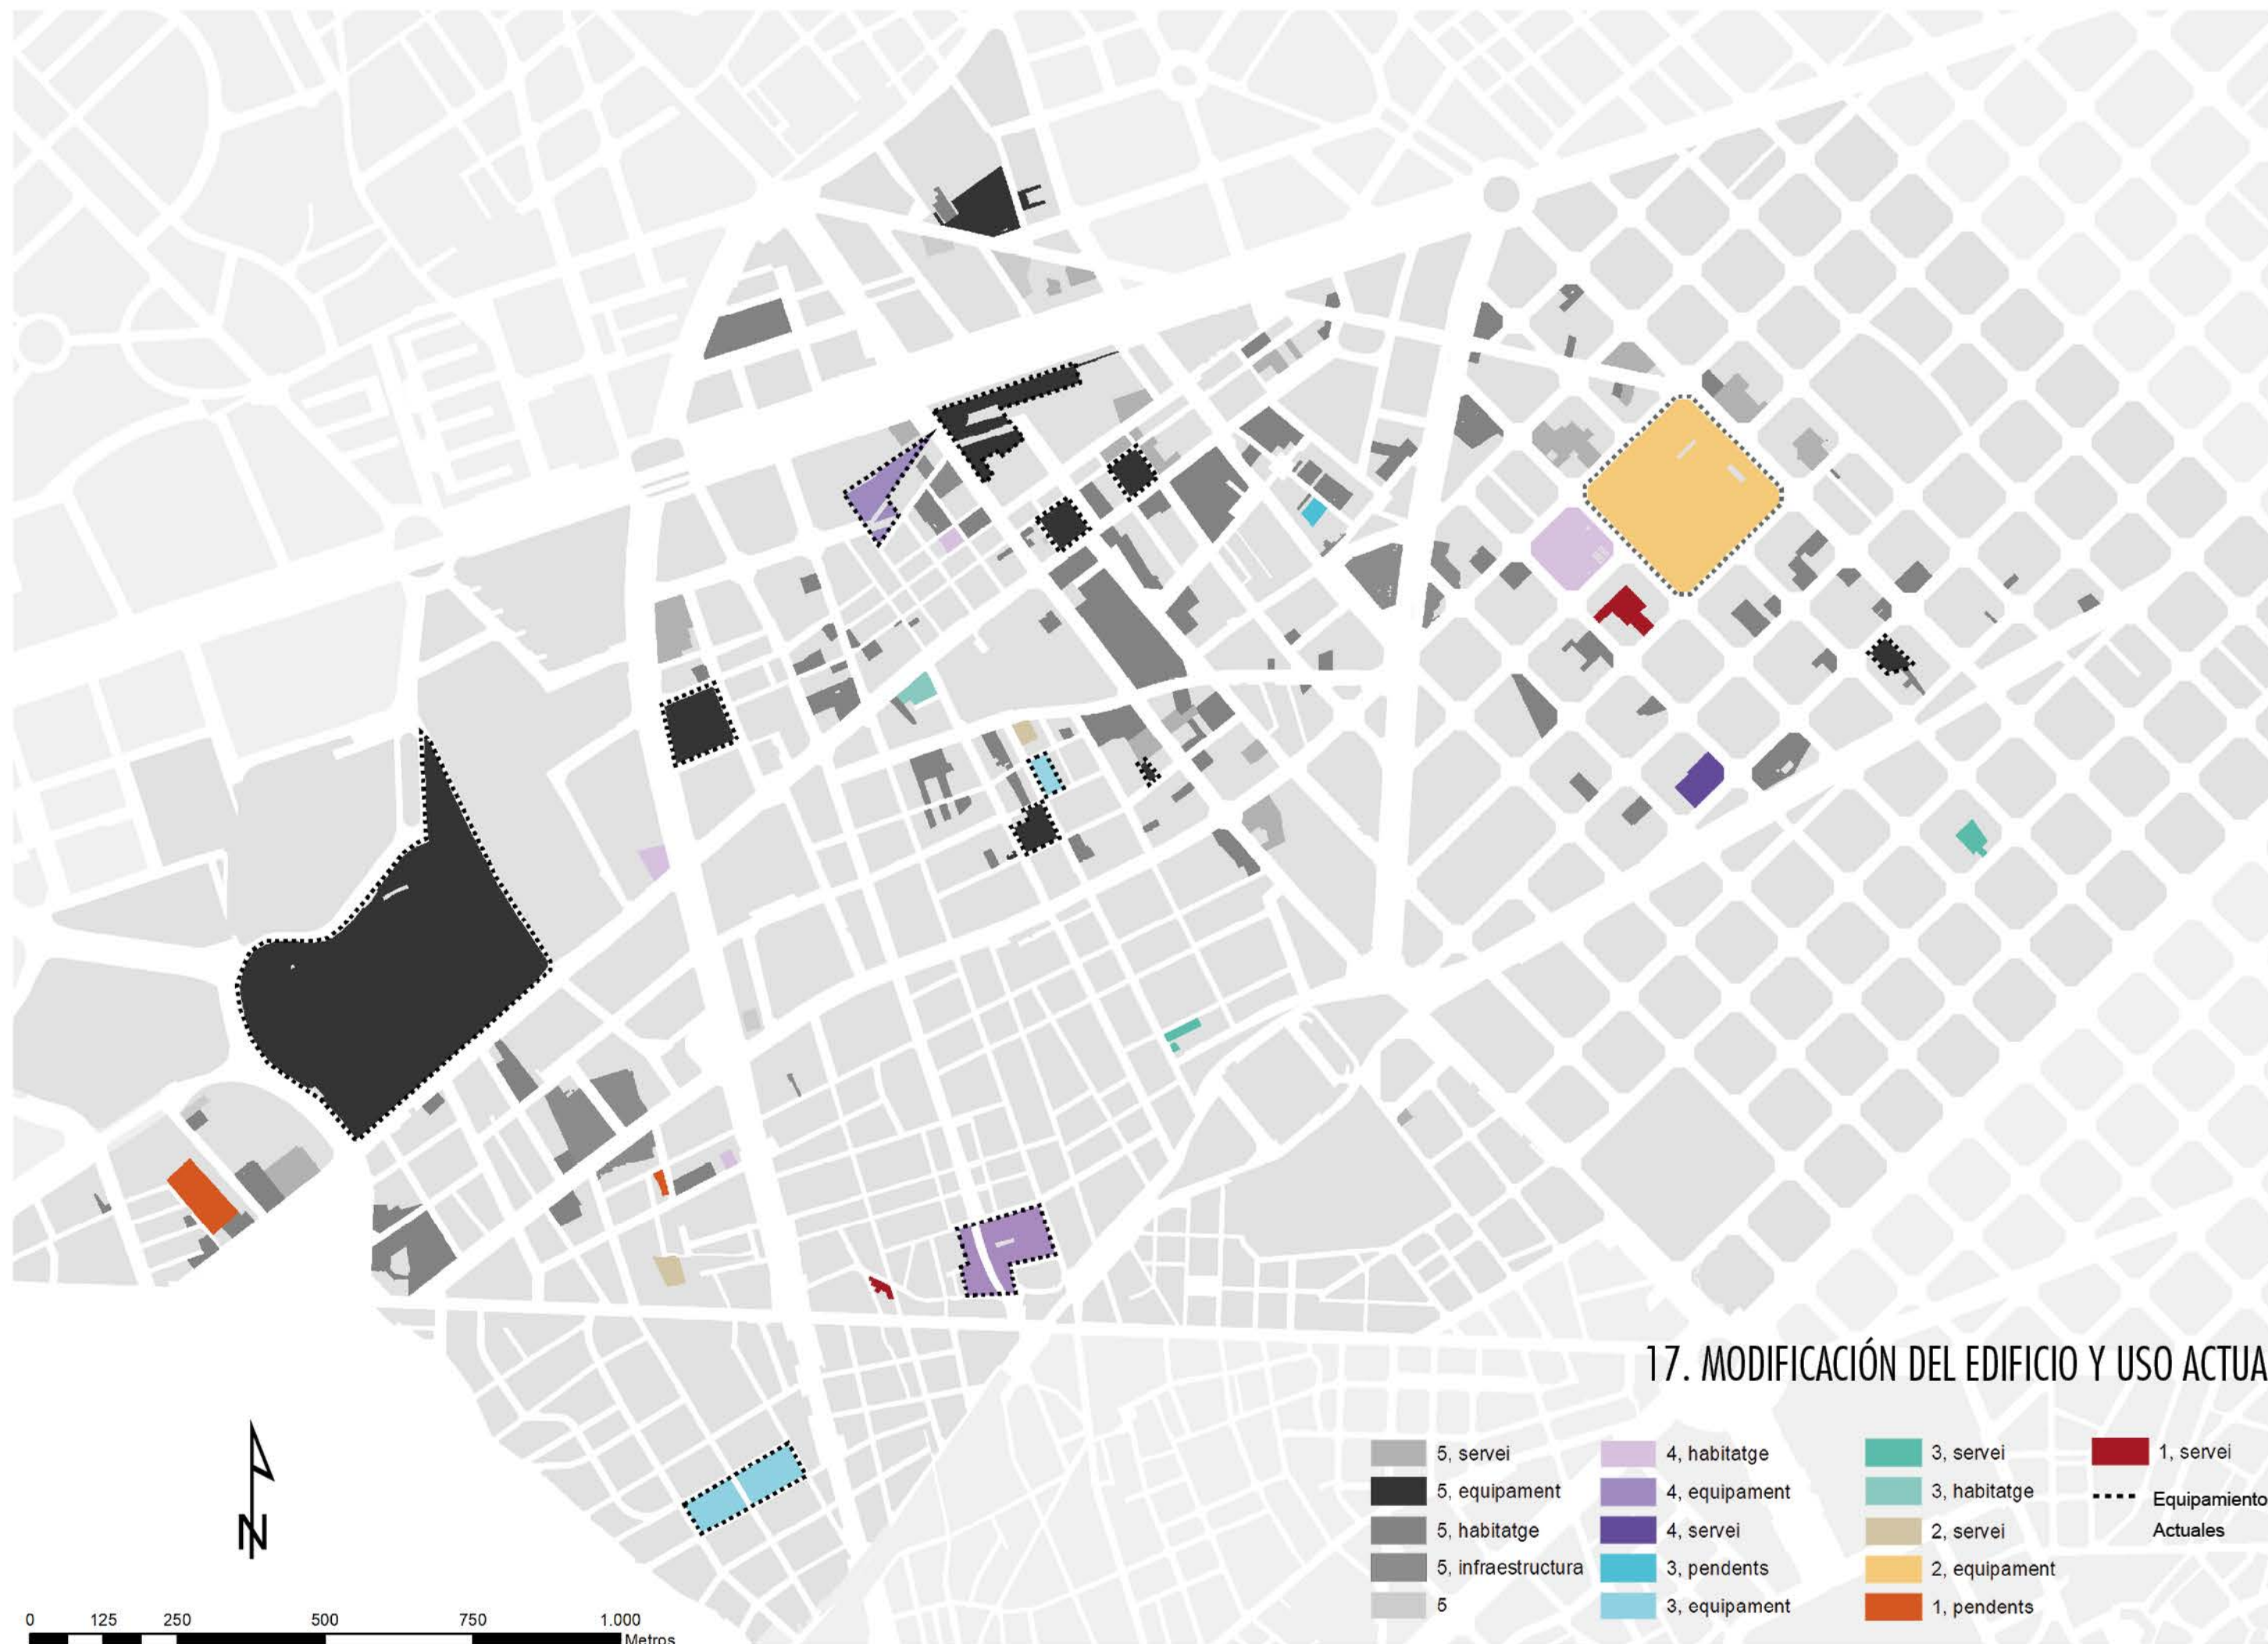 17. MODIFICACIÓN DEL EDIFICIO Y USO ACTUA
5, servei
5, equipament
5, habitatge
5, infraestructura
6
4, habitatge
4, equipament
4, servei
3, pendents
3, equipament
3, servei
3, habitatge
2, servei
2, equipament
1, pendents
1, servei
Equipamiento
Actuales
N
0 125 250 500 750 1.000
Metros